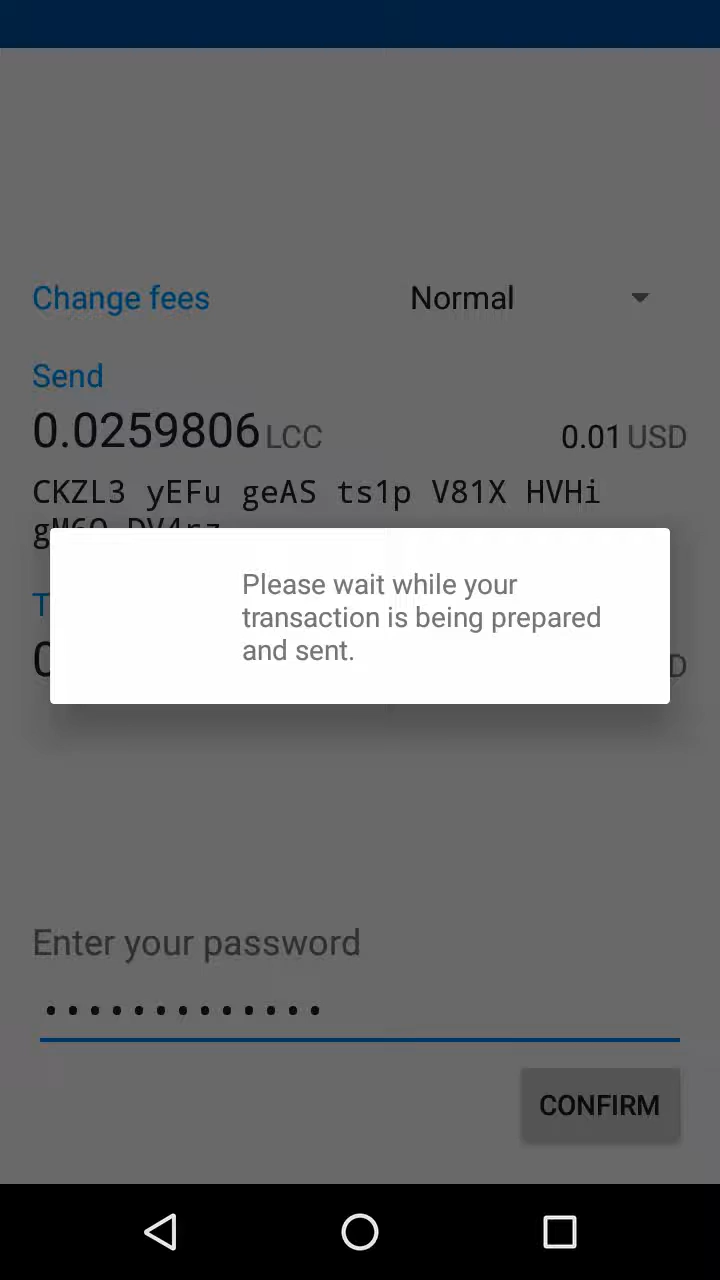 Change fees Normal
Send
0.0259806 LCC 0.01 USD
CKZL3 yEFu geAS ts1p V81X HVHi
Please wait while your
transaction is being prepared
and sent.
Enter your password
CONFIRM